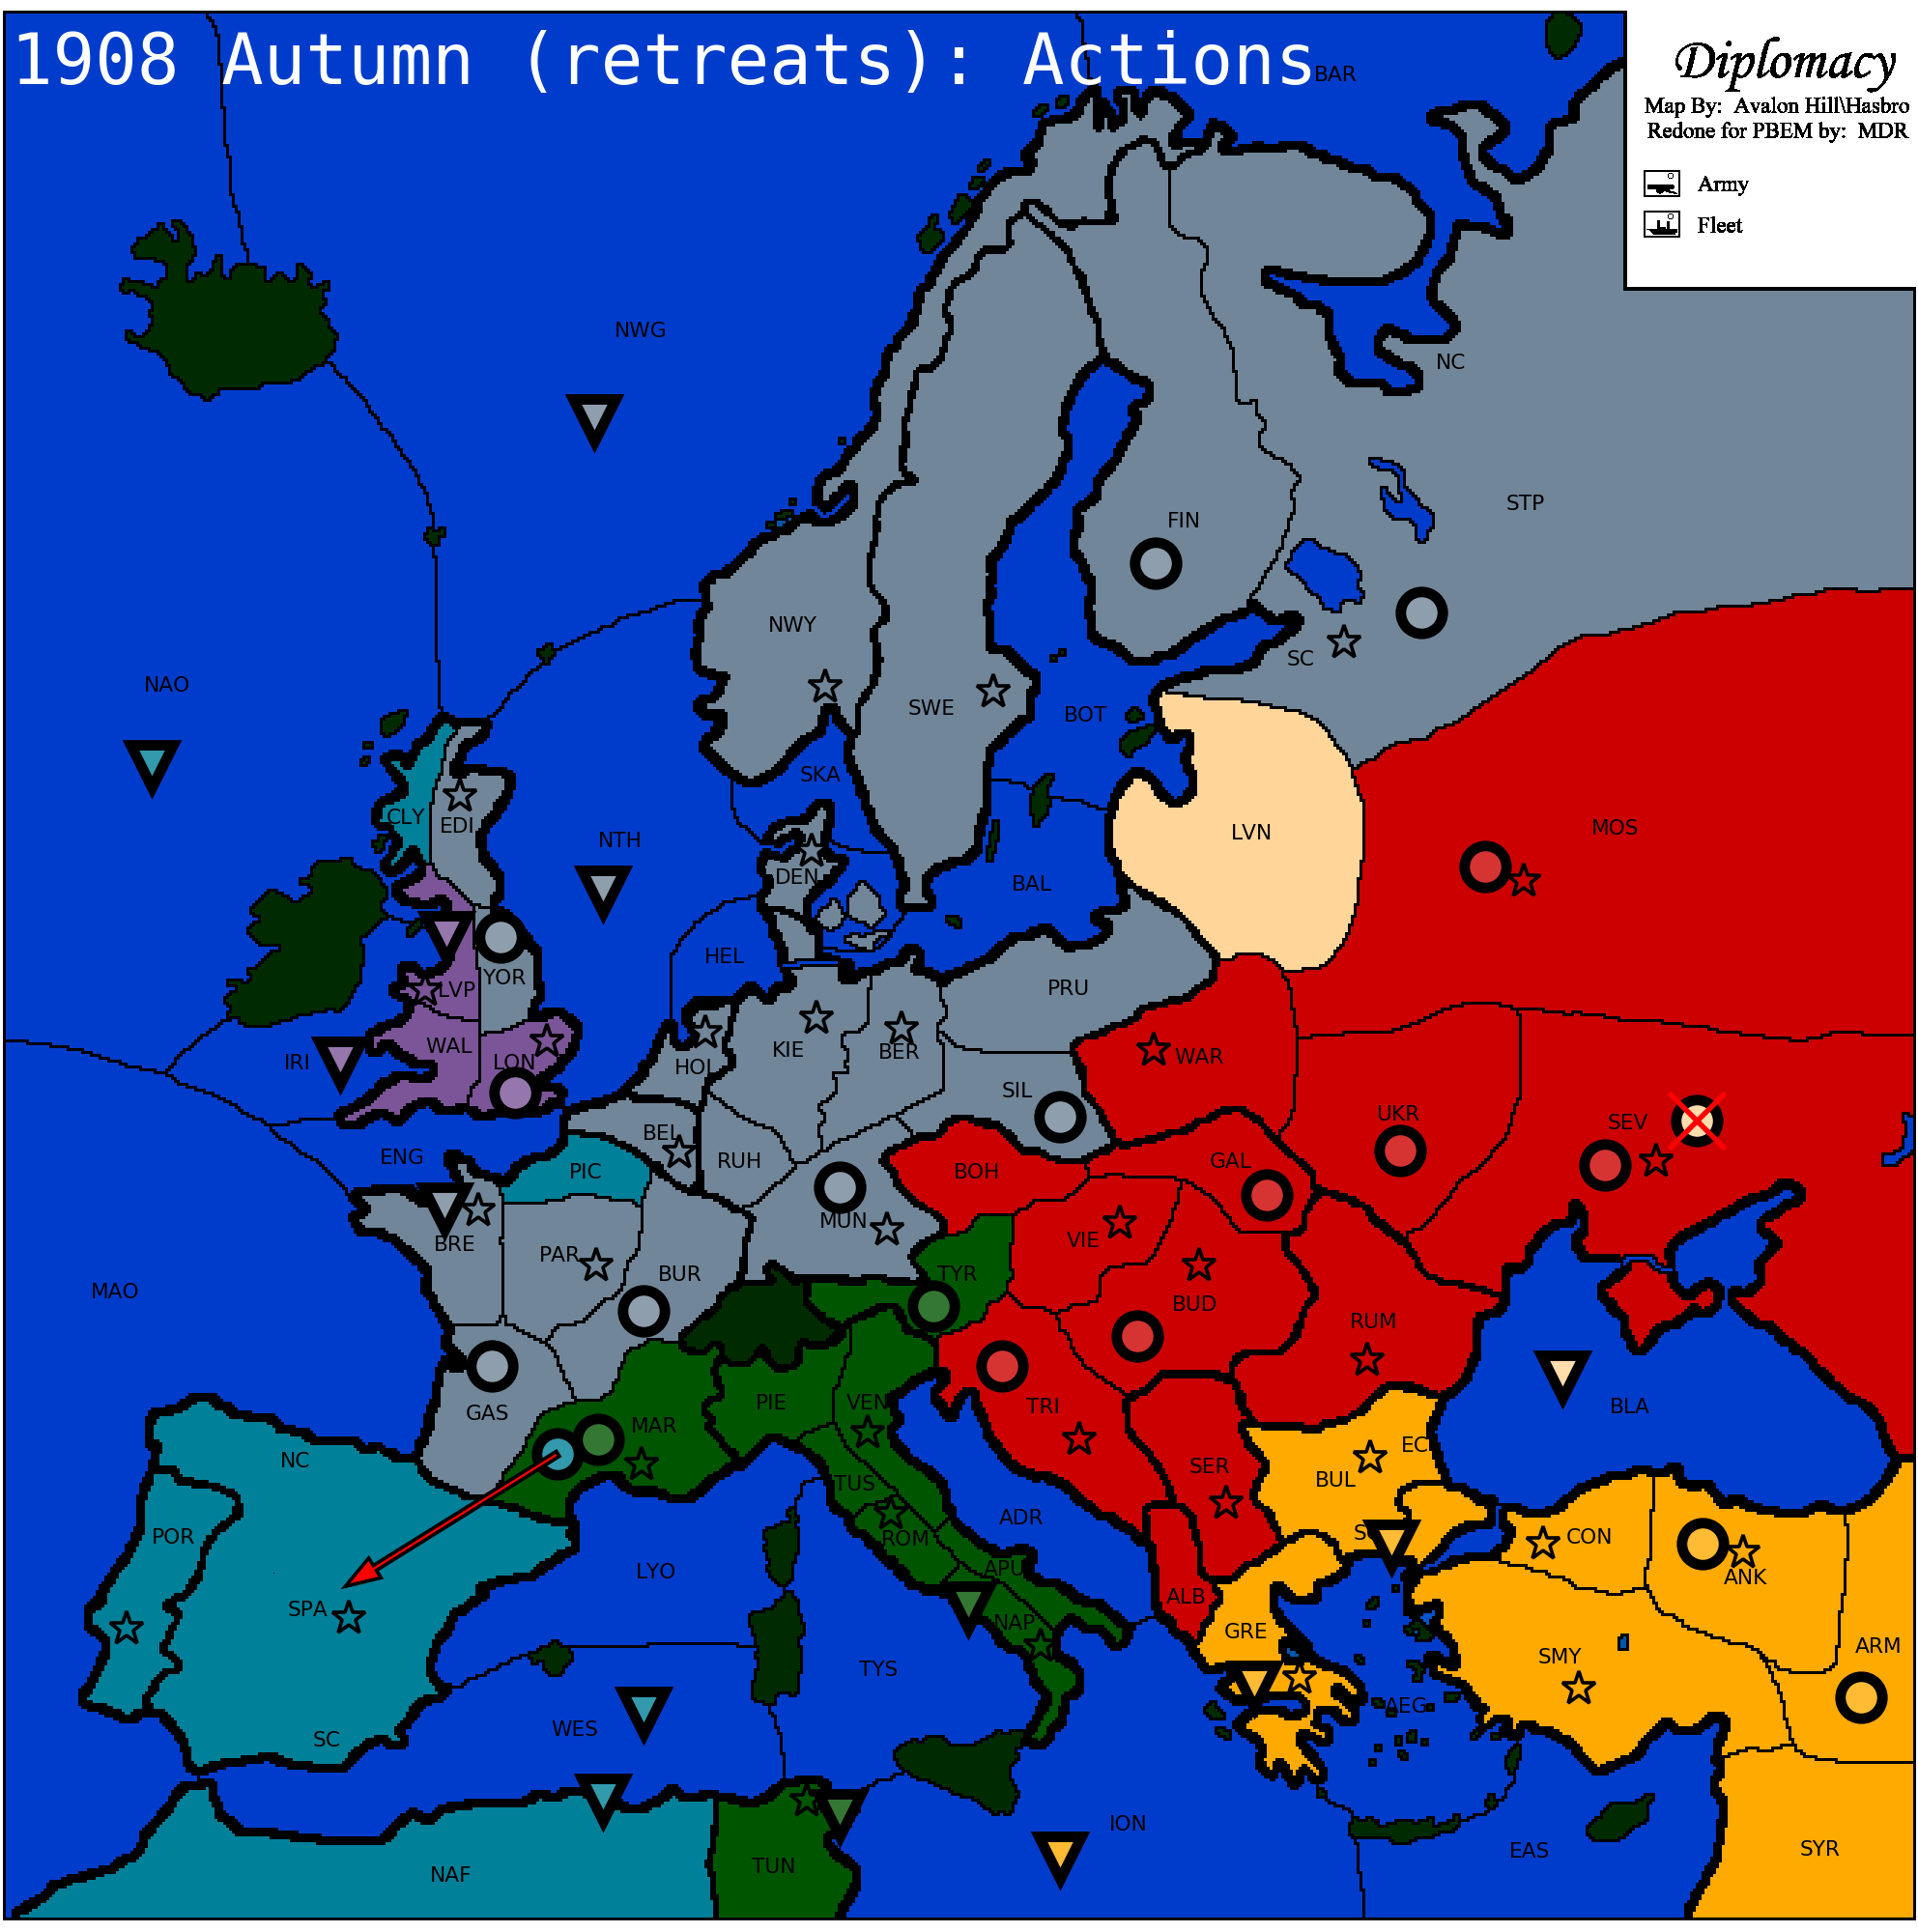 1908 Autumn (retreats): Actions
Diplomacy
Map By: Avalon Hill\Hasbro
Redone for PBEM by: MDR
Army
Fleet
BAR
NWG
NC
STP
FIN
NWY
SC
NAO
SWE
BOT
SKA
CLY
EDI
NTH
LVN
MOS
DEN
BAL
HEL
YOR
LVP
PRU
WAL
IRI
LON
HOL
KIE
BER
WAR
SIL
UKR
SEV
BEL
ENG
PIC
RUH
BOH
GAL
MUN
BRE
PAR
BUR
VIE
TYR
MAO
BUD
RUM
GAS
MAR
PIE
VEN
TRI
BLA
NC
EC
SER
BUL
TUS
POR
ROM
ADR
SC
CON
ANK
LYO
APU
ALB
SPA
NAP
GRE
SMY
ARM
TYS
AEG
WES
SC
ION
EAS
SYR
NAF
TUN